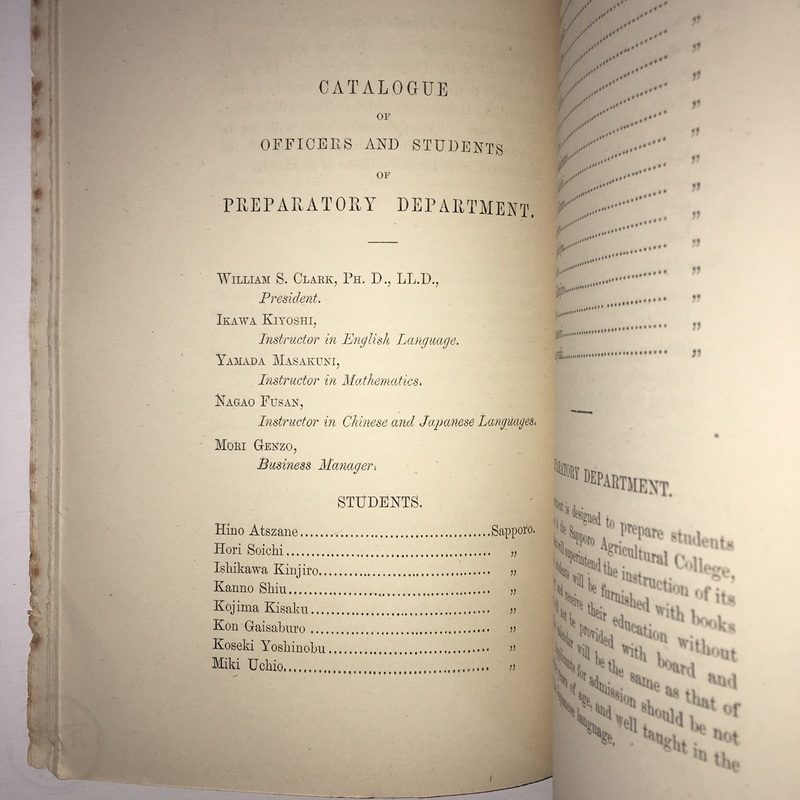 CATALOGUE
OF
OFFICERS AND STUDENTS
OF
PREPARATORY DEPARTMENT.
WILLIAM S. CLARK, PH. D., LL.D.,
President.
IKAWA KIYOSHI,
Instructor in English Language.
YAMADA MASAKUNI,
Instructor in Mathematics.
NAGAO FUSAN,
Instructor in Chinese and Japanese Languages.
MORI GENZO,
Business Manager.
STUDENTS.
Hino Atszane........................................Sapporo.
Hori Soichi........................................ „
Ishikawa Kinjiro........................................ „
Kanno Shiu........................................ „
Kojima Kisaku........................................ „
Kon Gaisaburo ........................................ „
Koseki Yoshinobu........................................ „
Miki Uchio........................................ „
DEPARTMENT.
is designed to prepare students
the Sapporo Agricultural College,
will superintend the instruction of its
will be furnished with books
and receive their education without
not be provided with board and
will be the same as that of
for admission should be not
years of age, and well taught in the
language.